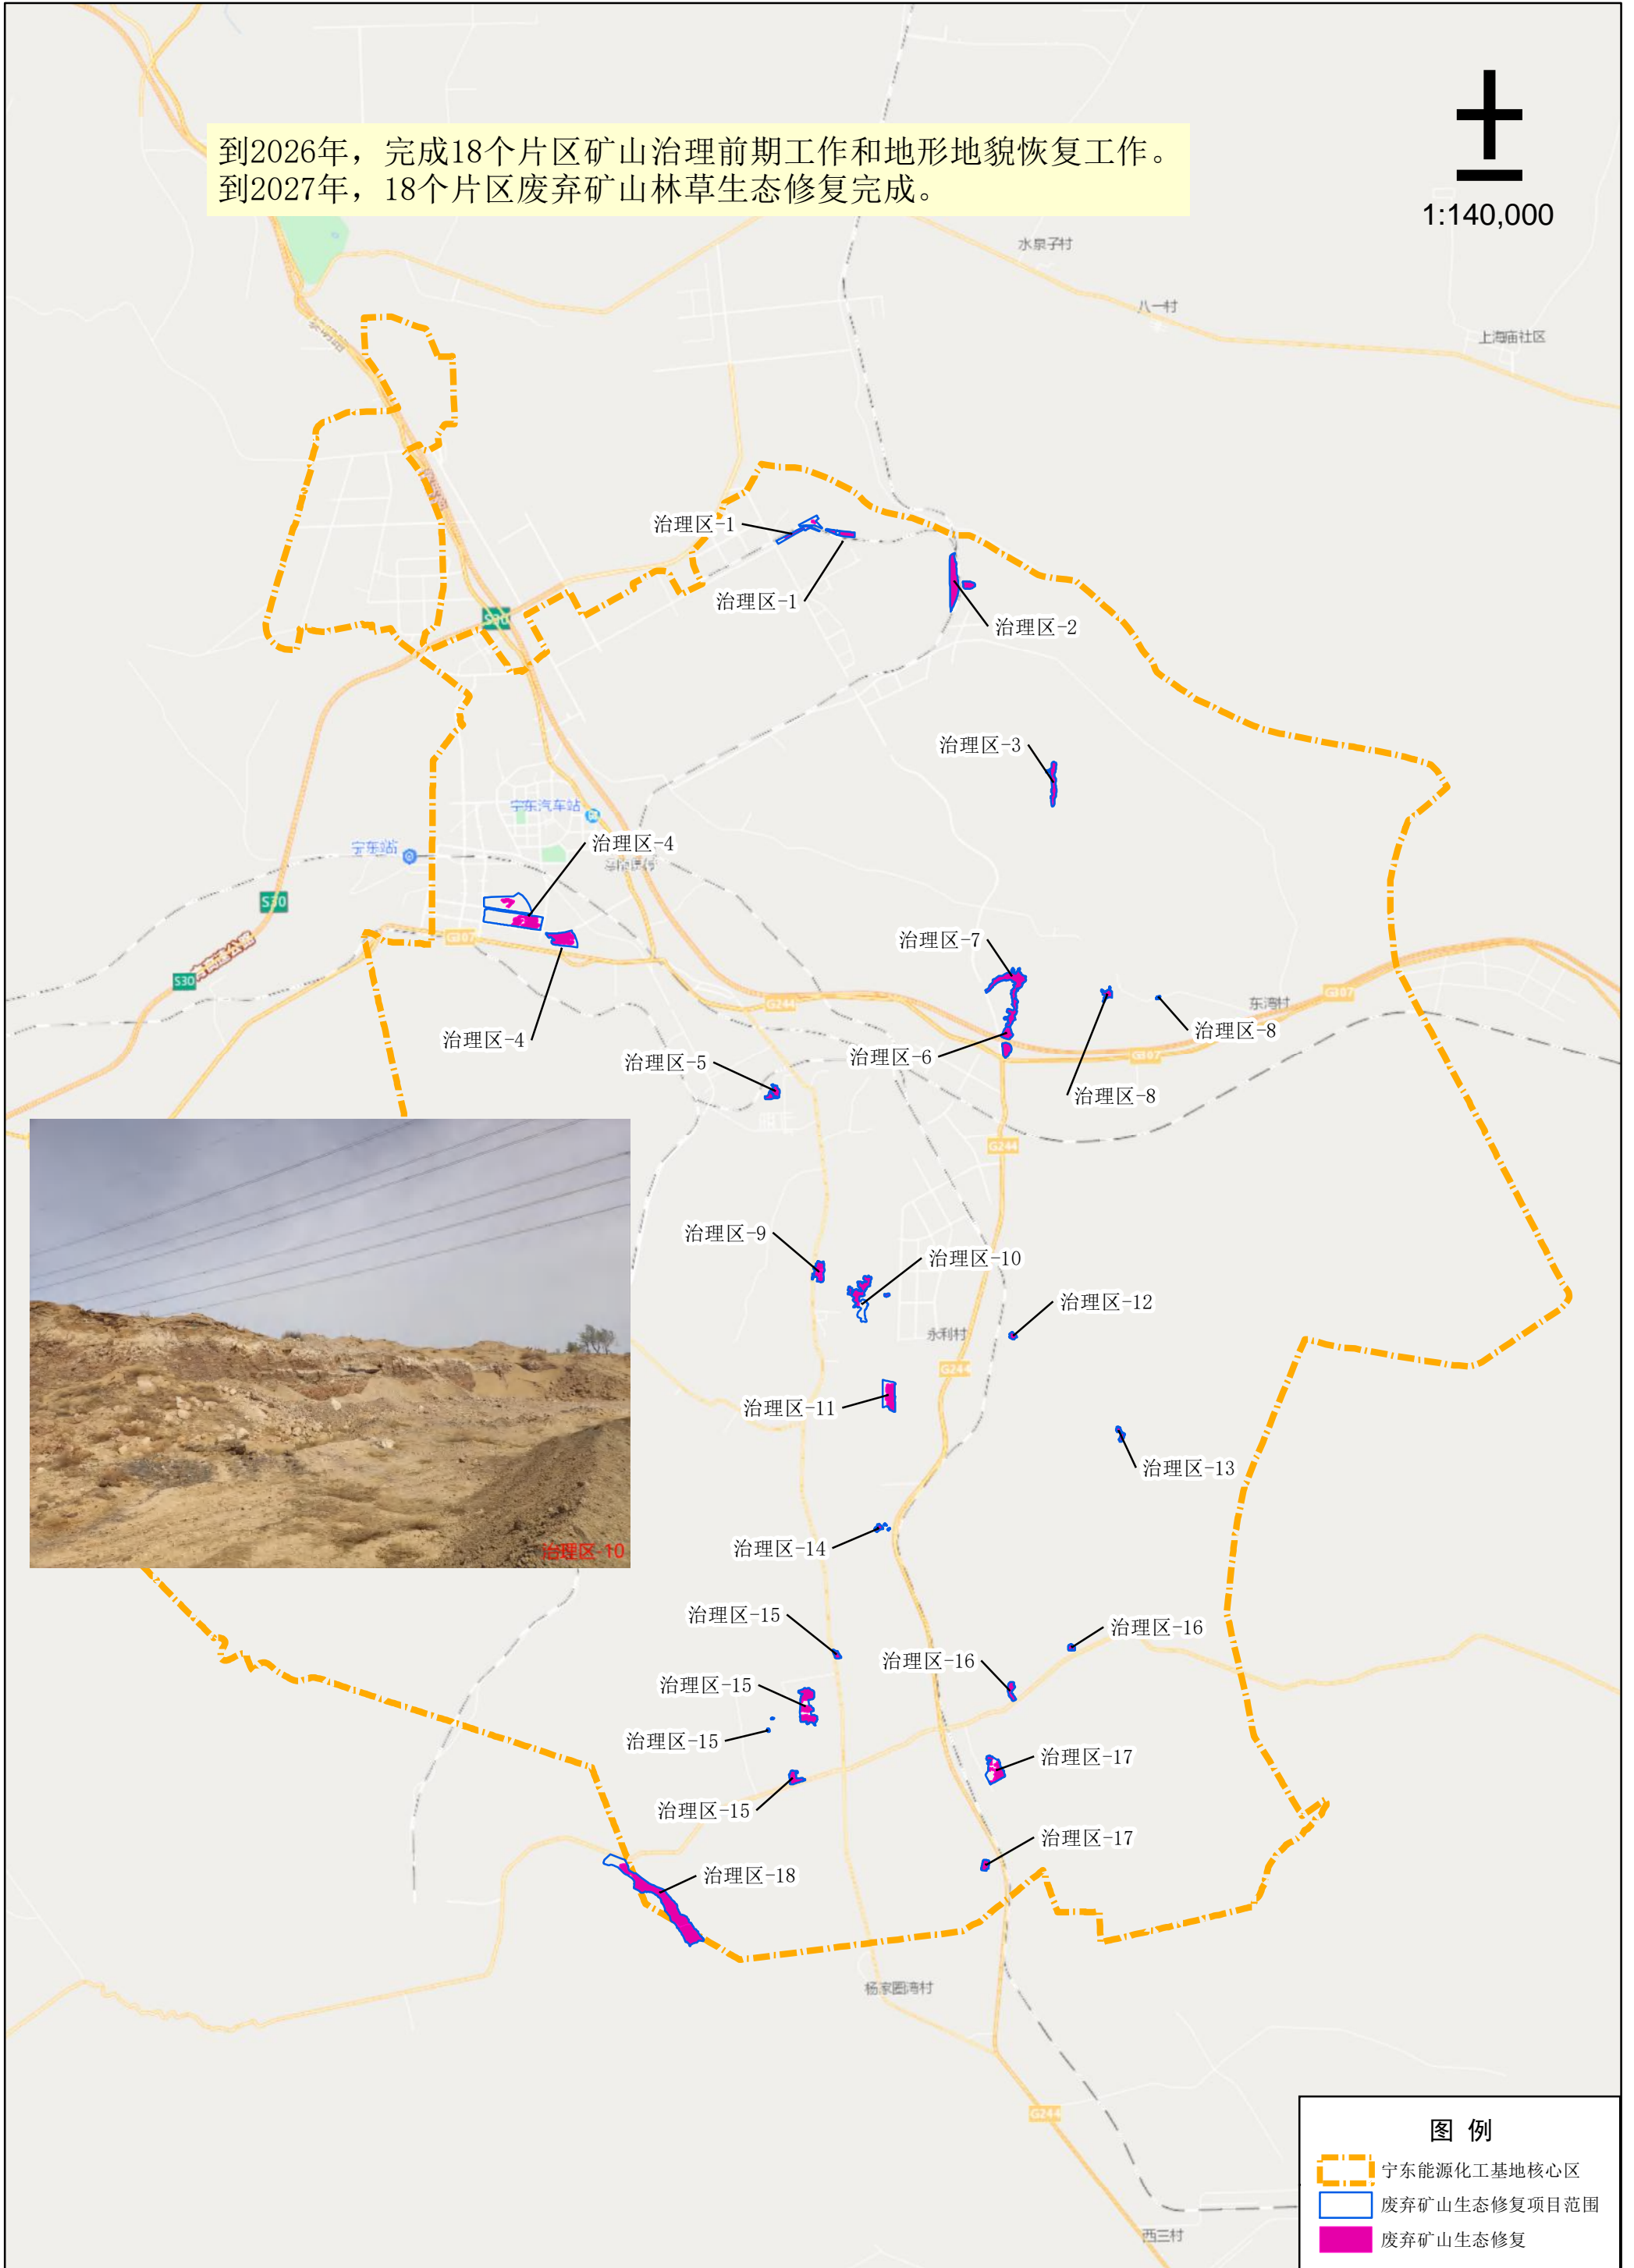 到2026年，完成18个片区矿山治理前期工作和地形地貌恢复工作。
到2027年，18个片区废弃矿山林草生态修复完成。
1:140,000
水泉子村
八一村
上海庙社区
治理区-1
治理区-1
治理区-2
治理区-3
宁东汽车站
宁东站
治理区-4
S30
G307
治理区-7
治理区-4
S30
G244
东湾村
G307
治理区-8
治理区-6
G307
治理区-5
治理区-8
G244
治理区-9
治理区-10
治理区-12
永利村
G244
治理区-11
治理区-13
治理区-14
治理区-10
治理区-15
治理区-16
治理区-16
治理区-15
治理区-15
治理区-17
治理区-15
治理区-17
治理区-18
杨家圈湾村
G244
西三村
图 例
宁东能源化工基地核心区
废弃矿山生态修复项目范围
废弃矿山生态修复